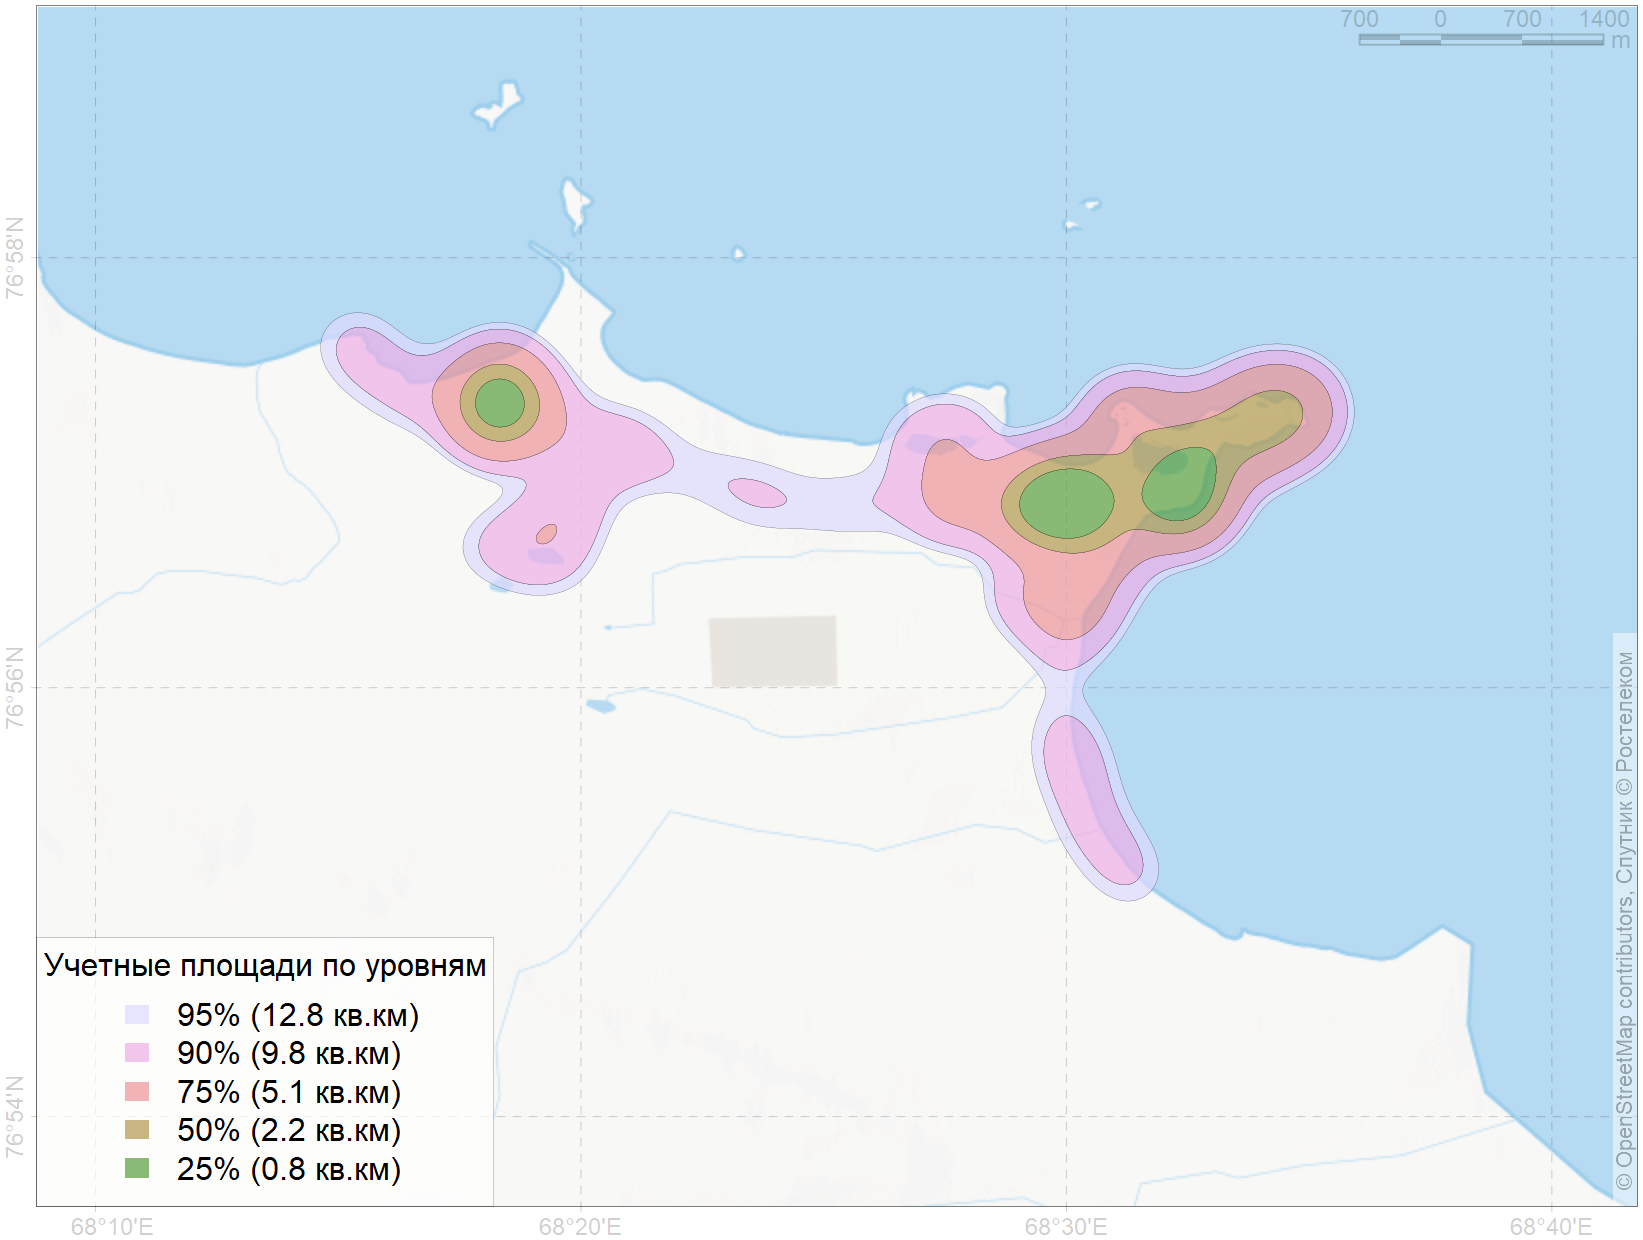 700 0 700 1400
m
76°58'N
76°56'N
76°54'N
Учетные площади по уровням
95% (12.8 кв.км)
90% (9.8 кв.км)
75% (5.1 кв.км)
50% (2.2 кв.км)
25% (0.8 кв.км)
68°10'E 68°20'E 68°30'E 68°40'E
© OpenStreetMap contributors, Спутник © Ростелеком